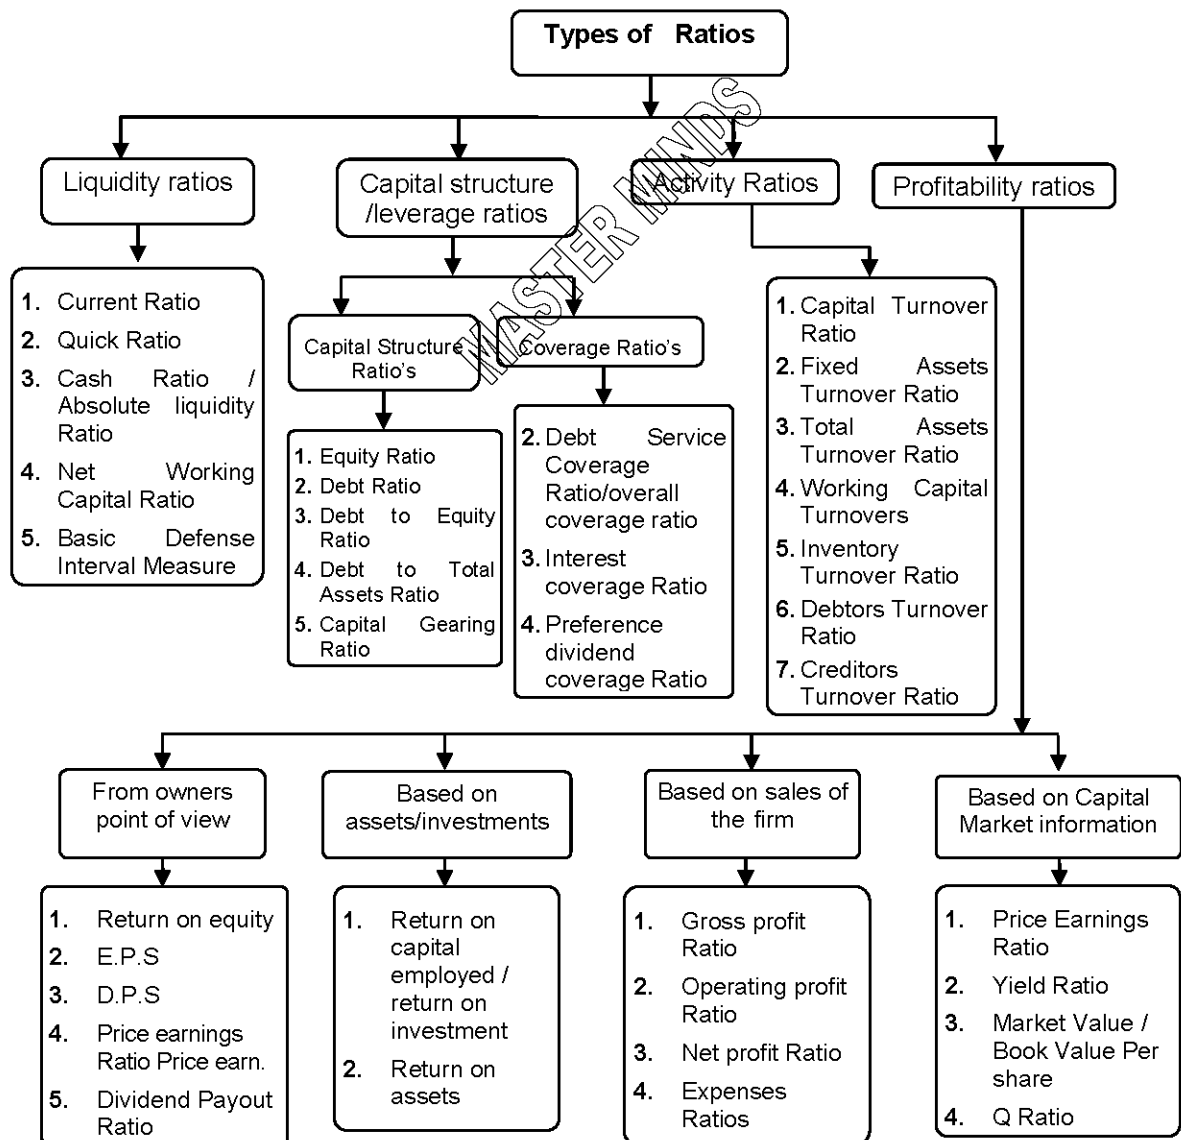 Types of Ratios
Liquidity ratios
Capital structure
/leverage ratios
Activity Ratios
Profitability ratios
MASTER MINDS
1. Current Ratio
2. Quick Ratio
3. Cash Ratio /
Absolute liquidity
Ratio
4. Net Working
Capital Ratio
5. Basic Defense
Interval Measure
Capital Structure
Ratio's
1. Equity Ratio
2. Debt Ratio
3. Debt to Equity
Ratio
4. Debt to Total
Assets Ratio
5. Capital Gearing
Ratio
Coverage Ratio's
2. Debt Service
Coverage
Ratio/overall
coverage ratio
3. Interest
coverage Ratio
4. Preference
dividend
coverage Ratio
1. Capital Turnover
Ratio
2. Fixed Assets
Turnover Ratio
3. Total Assets
Turnover Ratio
4. Working Capital
Turnovers
5. Inventory
Turnover Ratio
6. Debtors Turnover
Ratio
7. Creditors
Turnover Ratio
From owners
point of view
1. Return on equity
2. E.P.S
3. D.P.S
4. Price earnings
Ratio Price earn.
5. Dividend Payout
Ratio
Based on
assets/investments
1. Return on
capital
employed /
return on
investment
2. Return on
assets
Based on sales of
the firm
1. Gross profit
Ratio
2. Operating profit
Ratio
3. Net profit Ratio
4. Expenses
Ratios
Based on Capital
Market information
1. Price Earnings
Ratio
2. Yield Ratio
3. Market Value /
Book Value Per
share
4. Q Ratio